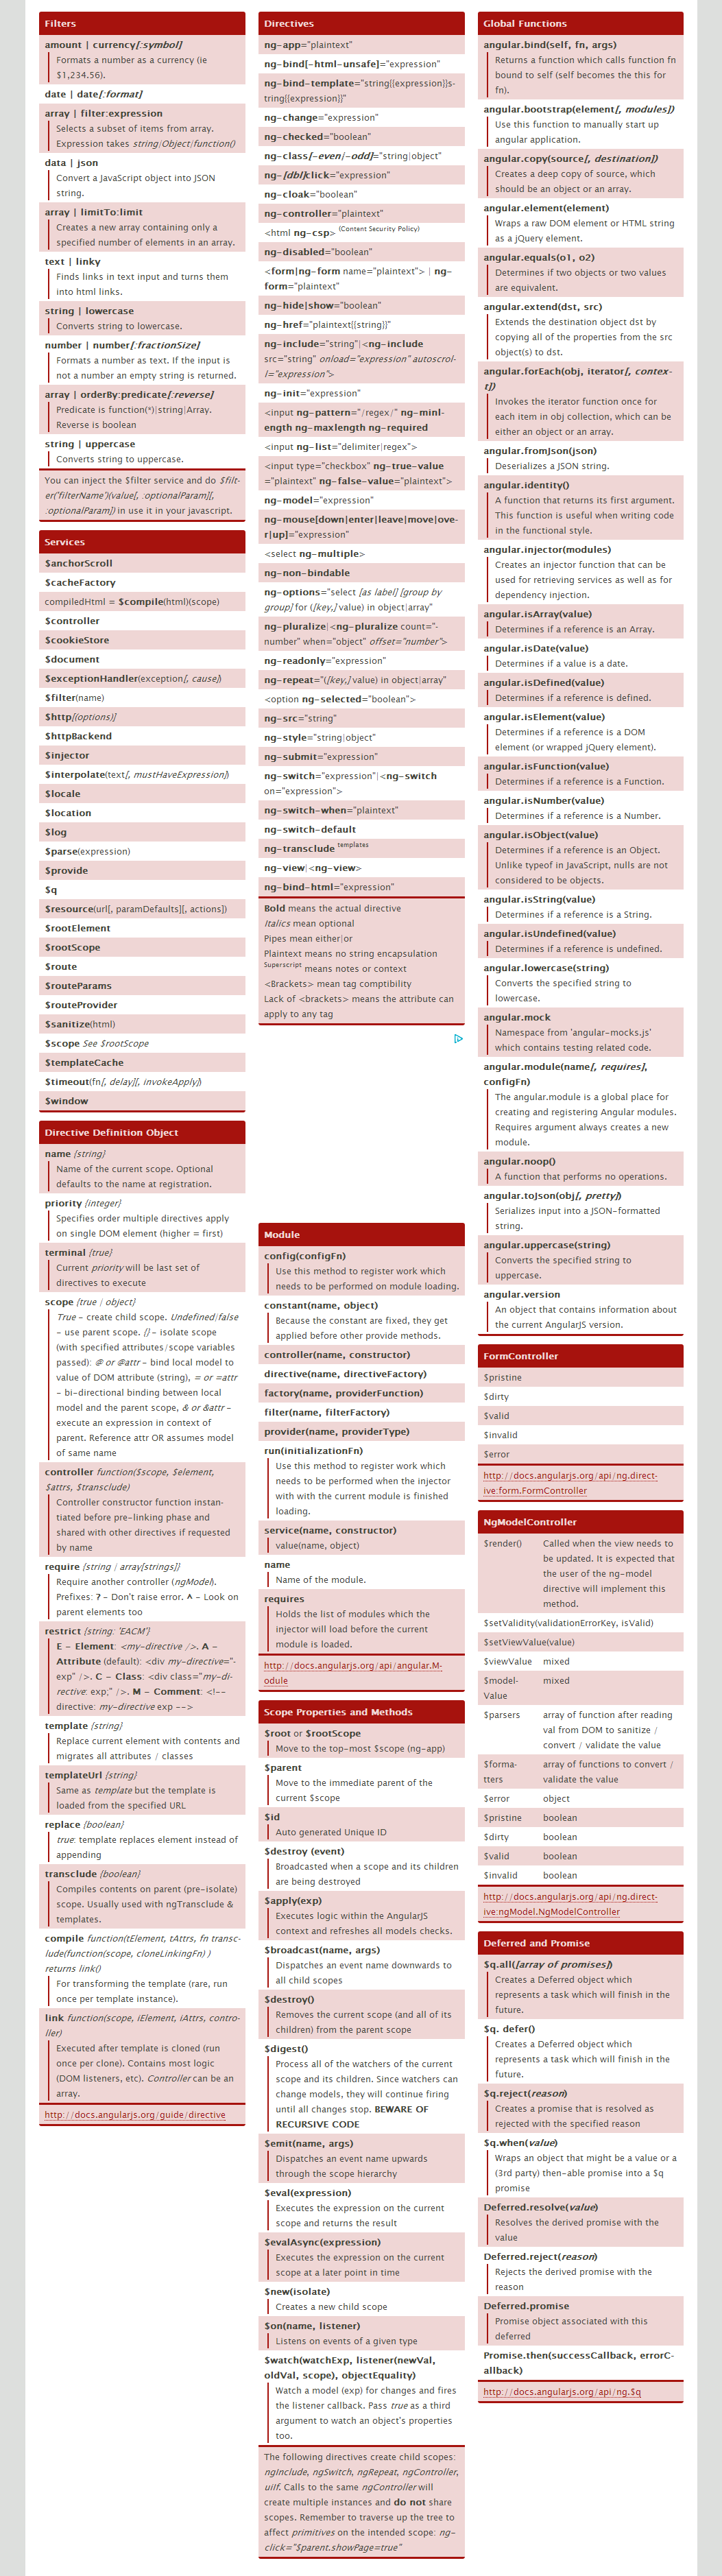 Filters
amount | currency[:symbol]
Formats a number as a currency (ie
$1,234.56).
date | date[:format]
array | filter:expression
Selects a subset of items from array.
Expression takes string|Object|function()
data | json
Convert a JavaScript object into JSON
string.
array | limitTo:limit
Creates a new array containing only a
specified number of elements in an array.
text | linky
Finds links in text input and turns them
into html links.
string | lowercase
Converts string to lowercase.
number | number[:fractionSize]
Formats a number as text. If the input is
not a number an empty string is returned.
array | orderBy:predicate[:reverse]
Predicate is function(*)|string|Array.
Reverse is boolean
string | uppercase
Converts string to uppercase.
You can inject the $filter service and do $filt-
er('filterName')(value[, :optionalParam][,
:optionalParam]) in use it in your javascript.
Services
$anchorScroll
$cacheFactory
compiledHtml = $compile(html)(scope)
$controller
$cookieStore
$document
$exceptionHandler(exception[, cause])
$filter(name)
$http[(options)]
$httpBackend
$injector
$interpolate(text[, mustHaveExpression])
$locale
$location
$log
$parse(expression)
$provide
$q
$resource(url[, paramDefaults][, actions])
$rootElement
$rootScope
$route
$routeParams
$routeProvider
$sanitize(html)
$scope See $rootScope
$templateCache
$timeout(fn[, delay][, invokeApply])
$window
Directive Definition Object
name {string}
Name of the current scope. Optional
defaults to the name at registration.
priority {integer}
Specifies order multiple directives apply
on single DOM element (higher = first)
terminal {true}
Current priority will be last set of
directives to execute
scope {true | object}
True - create child scope. Undefined|false
- use parent scope. {} - isolate scope
(with specified attributes/scope variables
passed): @ or @attr - bind local model to
value of DOM attribute (string), = or =attr
- bi-directional binding between local
model and the parent scope, & or &attr -
execute an expression in context of
parent. Reference attr OR assumes model
of same name
controller function($scope, $element,
$attrs, $transclude)
Controller constructor function instan-
tiated before pre-linking phase and
shared with other directives if requested
by name
require {string | array[strings]}
Require another controller (ngModel).
Prefixes: ? - Don't raise error. ^ - Look on
parent elements too
restrict {string: 'EACM'}
E - Element: <my-directive />. A -
Attribute (default): <div my-directive="-
exp" />. C - Class: <div class="my-di-
rective: exp;" />. M - Comment: <!--
directive: my-directive exp -->
template {string}
Replace current element with contents and
migrates all attributes / classes
templateUrl {string}
Same as template but the template is
loaded from the specified URL
replace {boolean}
true: template replaces element instead of
appending
transclude {boolean}
Compiles contents on parent (pre-isolate)
scope. Usually used with ngTransclude &
templates.
compile function(tElement, tAttrs, fn transc-
lude(function(scope, cloneLinkingFn) )
returns link()
For transforming the template (rare, run
once per template instance).
link function(scope, iElement, iAttrs, contro-
ller)
Executed after template is cloned (run
once per clone). Contains most logic
(DOM listeners, etc). Controller can be an
array.
http://docs.angularjs.org/guide/directive
Directives
ng-app="plaintext"
ng-bind[-html-unsafe]="expression"
ng-bind-template="string{{expression}}s-
tring{{expression}}"
ng-change="expression"
ng-checked="boolean"
ng-class[-even|-odd]="string|object"
ng-[dbl]click="expression"
ng-cloak="boolean"
ng-controller="plaintext"
<html ng-csp> (Content Security Policy)
ng-disabled="boolean"
<form|ng-form name="plaintext"> | ng-
form="plaintext"
ng-hide|show="boolean"
ng-href="plaintext{{string}}"
ng-include="string"|<ng-include
src="string" onload="expression" autoscrol-
l="expression">
ng-init="expression"
<input ng-pattern="/regex/" ng-minl-
ength ng-maxlength ng-required
<input ng-list="delimiter|regex">
<input type="checkbox" ng-true-value
="plaintext" ng-false-value="plaintext">
ng-model="expression"
ng-mouse[down|enter|leave|move|ove-
r|up]="expression"
<select ng-multiple>
ng-non-bindable
ng-options="select [as label] [group by
group] for ([key,] value) in object|array"
ng-pluralize|<ng-pluralize count="-
number" when="object" offset="number">
ng-readonly="expression"
ng-repeat="([key,] value) in object|array"
<option ng-selected="boolean">
ng-src="string"
ng-style="string|object"
ng-submit="expression"
ng-switch="expression"|<ng-switch
on="expression">
ng-switch-when="plaintext"
ng-switch-default
ng-transclude templates
ng-view|<ng-view>
ng-bind-html="expression"
Bold means the actual directive
Italics mean optional
Pipes mean either|or
Plaintext means no string encapsulation
Superscript means notes or context
<Brackets> mean tag comptibility
Lack of <brackets> means the attribute can
apply to any tag
Module
config(configFn)
Use this method to register work which
needs to be performed on module loading.
constant(name, object)
Because the constant are fixed, they get
applied before other provide methods.
controller(name, constructor)
directive(name, directiveFactory)
factory(name, providerFunction)
filter(name, filterFactory)
provider(name, providerType)
run(initializationFn)
Use this method to register work which
needs to be performed when the injector
with with the current module is finished
loading.
service(name, constructor)
value(name, object)
name
Name of the module.
requires
Holds the list of modules which the
injector will load before the current
module is loaded.
http://docs.angularjs.org/api/angular.M-
odule
Scope Properties and Methods
$root or $rootScope
Move to the top-most $scope (ng-app)
$parent
Move to the immediate parent of the
current $scope
$id
Auto generated Unique ID
$destroy (event)
Broadcasted when a scope and its children
are being destroyed
$apply(exp)
Executes logic within the AngularJS
context and refreshes all models checks.
$broadcast(name, args)
Dispatches an event name downwards to
all child scopes
$destroy()
Removes the current scope (and all of its
children) from the parent scope
$digest()
Process all of the watchers of the current
scope and its children. Since watchers can
change models, they will continue firing
until all changes stop. BEWARE OF
RECURSIVE CODE
$emit(name, args)
Dispatches an event name upwards
through the scope hierarchy
$eval(expression)
Executes the expression on the current
scope and returns the result
$evalAsync(expression)
Executes the expression on the current
scope at a later point in time
$new(isolate)
Creates a new child scope
$on(name, listener)
Listens on events of a given type
$watch(watchExp, listener(newVal,
oldVal, scope), objectEquality)
Watch a model (exp) for changes and fires
the listener callback. Pass true as a third
argument to watch an object's properties
too.
The following directives create child scopes:
ngInclude, ngSwitch, ngRepeat, ngController,
uiIf. Calls to the same ngController will
create multiple instances and do not share
scopes. Remember to traverse up the tree to
affect primitives on the intended scope: ng-
click="$parent.showPage=true"
Global Functions
angular.bind(self, fn, args)
Returns a function which calls function fn
bound to self (self becomes the this for
fn).
angular.bootstrap(element[, modules])
Use this function to manually start up
angular application.
angular.copy(source[, destination])
Creates a deep copy of source, which
should be an object or an array.
angular.element(element)
Wraps a raw DOM element or HTML string
as a jQuery element.
angular.equals(o1, o2)
Determines if two objects or two values
are equivalent.
angular.extend(dst, src)
Extends the destination object dst by
copying all of the properties from the src
object(s) to dst.
angular.forEach(obj, iterator[, contex-
t])
Invokes the iterator function once for
each item in obj collection, which can be
either an object or an array.
angular.fromJson(json)
Deserializes a JSON string.
angular.identity()
A function that returns its first argument.
This function is useful when writing code
in the functional style.
angular.injector(modules)
Creates an injector function that can be
used for retrieving services as well as for
dependency injection.
angular.isArray(value)
Determines if a reference is an Array.
angular.isDate(value)
Determines if a value is a date.
angular.isDefined(value)
Determines if a reference is defined.
angular.isElement(value)
Determines if a reference is a DOM
element (or wrapped jQuery element).
angular.isFunction(value)
Determines if a reference is a Function.
angular.isNumber(value)
Determines if a reference is a Number.
angular.isObject(value)
Determines if a reference is an Object.
Unlike typeof in JavaScript, nulls are not
considered to be objects.
angular.isString(value)
Determines if a reference is a String.
angular.isUndefined(value)
Determines if a reference is undefined.
angular.lowercase(string)
Converts the specified string to
lowercase.
angular.mock
Namespace from 'angular-mocks.js'
which contains testing related code.
angular.module(name[, requires],
configFn)
The angular.module is a global place for
creating and registering Angular modules.
Requires argument always creates a new
module.
angular.noop()
A function that performs no operations.
angular.toJson(obj[, pretty])
Serializes input into a JSON-formatted
string.
angular.uppercase(string)
Converts the specified string to
uppercase.
angular.version
An object that contains information about
the current AngularJS version.
FormController
$pristine
$dirty
$valid
$invalid
$error
http://docs.angularjs.org/api/ng.direct-
ive:form.FormController
NgModelController
$render() Called when the view needs to
be updated. It is expected that
the user of the ng-model
directive will implement this
method.
$setValidity(validationErrorKey, isValid)
$setViewValue(value)
$viewValue mixed
$model- mixed
Value
$parsers array of function after reading
val from DOM to sanitize /
convert / validate the value
$forma- array of functions to convert /
tters validate the value
$error object
$pristine boolean
$dirty boolean
$valid boolean
$invalid boolean
http://docs.angularjs.org/api/ng.direct-
ive:ngModel.NgModelController
Deferred and Promise
$q.all([array of promises])
Creates a Deferred object which
represents a task which will finish in the
future.
$q. defer()
Creates a Deferred object which
represents a task which will finish in the
future.
$q.reject(reason)
Creates a promise that is resolved as
rejected with the specified reason
$q.when(value)
Wraps an object that might be a value or a
(3rd party) then-able promise into a $q
promise
Deferred.resolve(value)
Resolves the derived promise with the
value
Deferred.reject(reason)
Rejects the derived promise with the
reason
Deferred.promise
Promise object associated with this
deferred
Promise.then(successCallback, errorC-
allback)
http://docs.angularjs.org/api/ng.$q